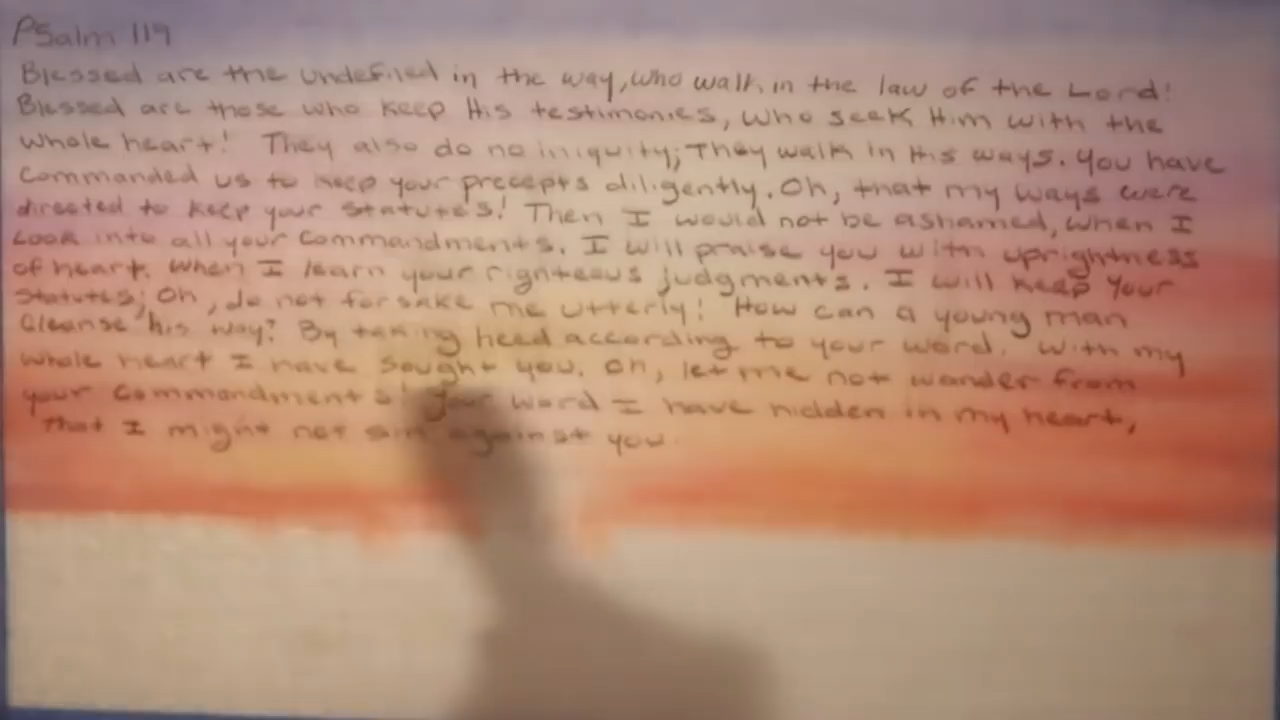 Psalm 119
Blessed are the undefiled in the way, who walk in the law of the Lord!
Blessed are those who keep His testimonies, who seek Him with the
whole heart! They also do no iniquity; They walk in His ways. You have
Commanded us to keep your precepts diligently. Oh, that my ways were
directed to keep your statutes! Then I would not be ashamed, when I
Look into all your commandments. I will praise you with uprightness
of heart. When I learn your righteous judgments. I will keep your
Statutes; Oh, do not forsake me utterly! How can a young man
Cleanse his way? By taking heed according to your word. With my
whole heart I have sought you. Oh, let me not wander from
your commandments! your word I have hidden in my heart,
That I might not sin against you.